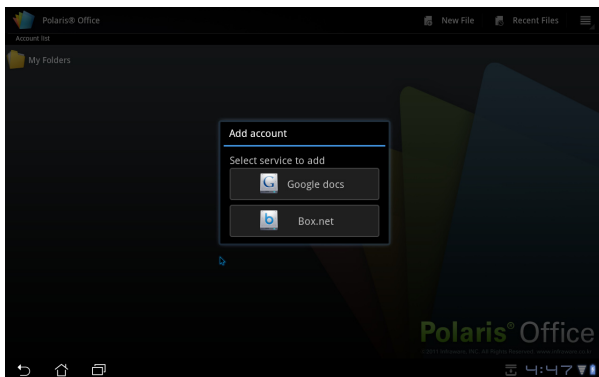 Polaris® Office
New File
Recent Files
Account list
My Folders
Add account
Select service to add
G Google docs
b Box.net
Polaris® Office
4:47